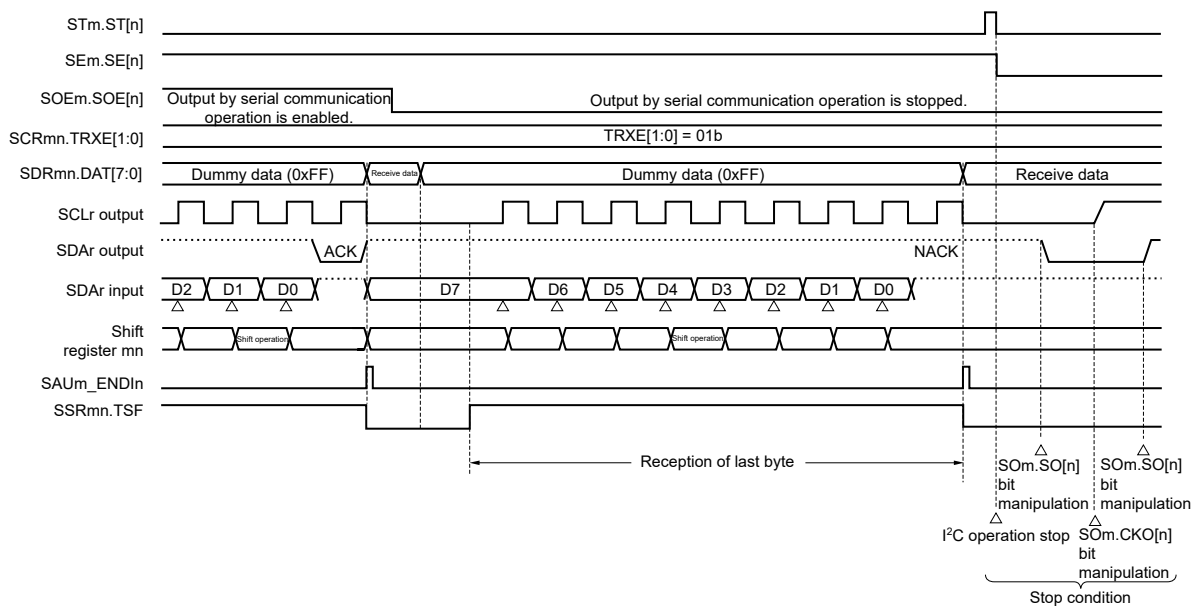 STm.ST[n]
SEm.SE[n]
SOEm.SOE[n]
Output by serial communication
operation is enabled.
Output by serial communication operation is stopped.
SCRmn.TRXE[1:0]
TRXE[1:0] = 01b
SDRmn.DAT[7:0]
Dummy data (0xFF)
Receive data
Dummy data (0xFF)
Receive data
SCLr output
SDAr output
ACK
NACK
SDAr input
D2
D1
D0
D7
D6
D5
D4
D3
D2
D1
D0
Shift
register mn
Shift operation
Shift operation
SAUm_ENDIn
SSRmn.TSF
Reception of last byte
SOm.SO[n]
bit
manipulation
SOm.SO[n]
bit
manipulation
I²C operation stop
SOm.CKO[n]
bit
manipulation
Stop condition